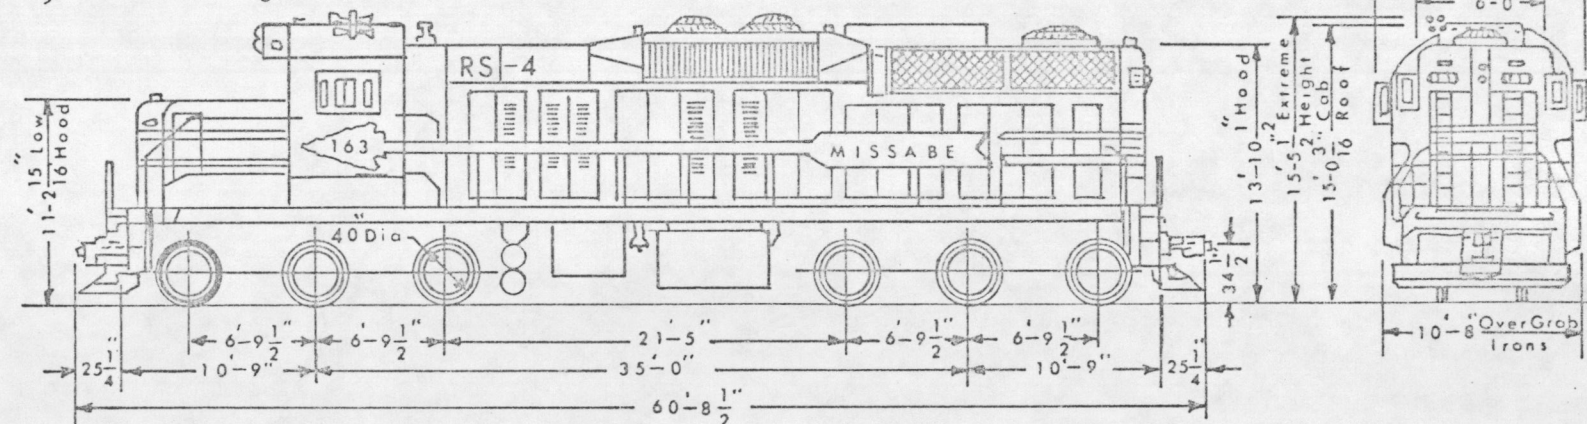 6'-0"
RS-4
163
MISSABE
40" Dia
11'-2 15/16" Low Hood
13'-10 1" Hood
15'-5 1/2" Extreme Height
15'-0 3/16" Cab Roof
34 1/2"
6'-9 1/2" 6'-9 1/2" 21'-5" 6'-9 1/2" 6'-9 1/2"
10'-8" Over Grab Irons
25 1/4" 10'-9" 35'-0" 10'-9" 25 1/4"
60'-8 1/2"